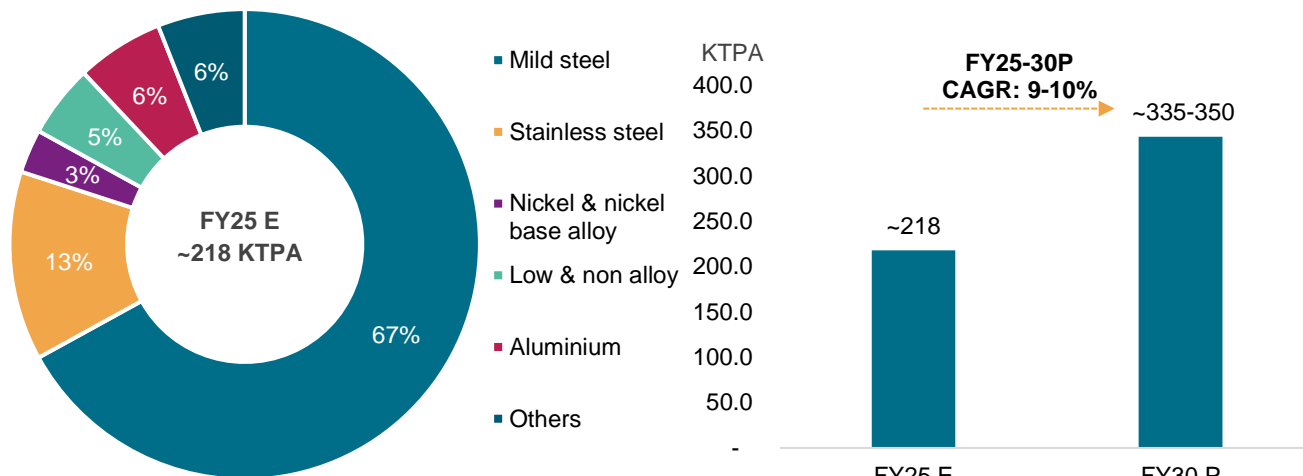 6%
6%
5%
3%
13%
67%
FY25 E
~218 KTPA
Mild steel
Stainless steel
Nickel & nickel
base alloy
Low & non alloy
Aluminium
Others
KTPA
400.0
350.0
300.0
250.0
200.0
150.0
100.0
50.0
-
FY25-30P
CAGR: 9-10%
~218
~335-350
FY25 E
FY30 P